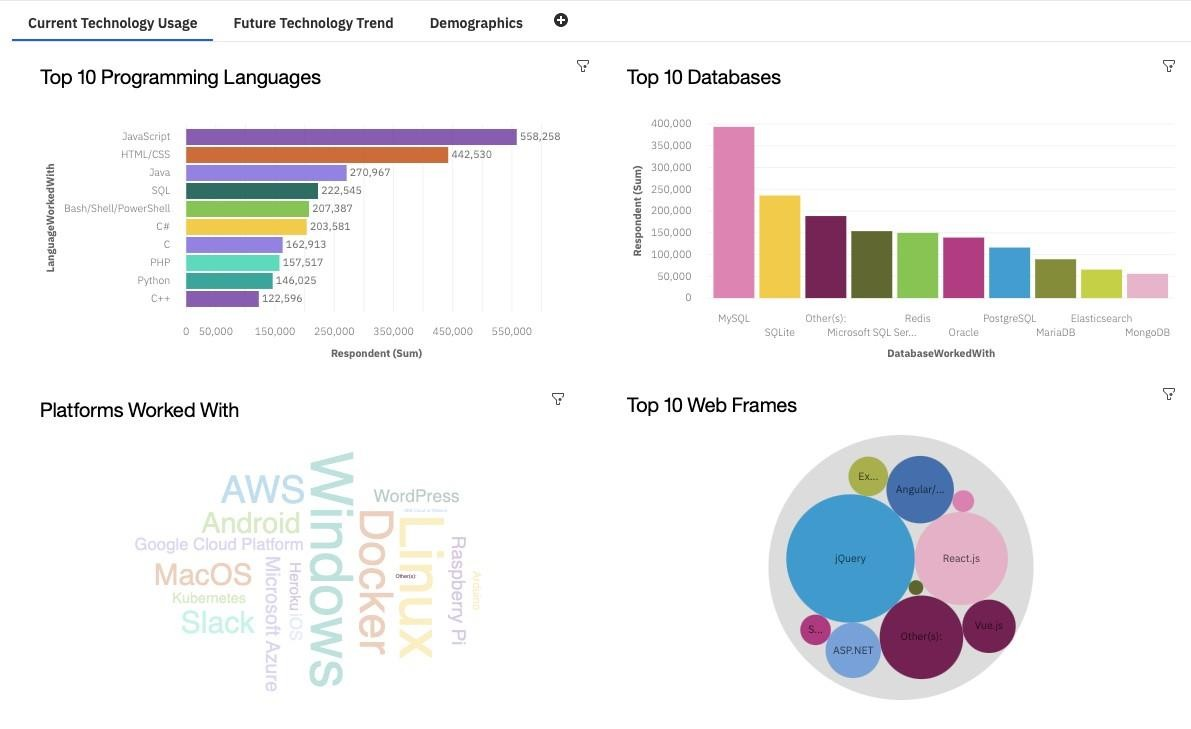 Current Technology Usage
Future Technology Trend
Demographics
Top 10 Programming Languages
LanguageWorkedWith
JavaScript 558,258
HTML/CSS 442,530
Java 270,967
SQL 222,545
Bash/Shell/PowerShell 207,387
C# 203,581
C 162,913
PHP 157,517
Python 146,025
C++ 122,596
0 50,000 150,000 250,000 350,000 450,000 550,000
Respondent (Sum)
Top 10 Databases
Respondent (Sum)
400,000
350,000
300,000
250,000
200,000
150,000
100,000
50,000
0
MySQL Other(s): Redis PostgreSQL Elasticsearch
SQLite Microsoft SQL Ser... Oracle MariaDB MongoDB
DatabaseWorkedWith
Platforms Worked With
AWS
Windows
WordPress
Android
Docker
Linux
Google Cloud Platform
MacOS
Microsoft Azure
Heroku
iOS
Other(s):
Raspberry Pi
Arduino
Kubernetes
Slack
Top 10 Web Frames
Ex...
Angular/...
jQuery
React.js
S...
ASP.NET
Other(s):
Vue.js